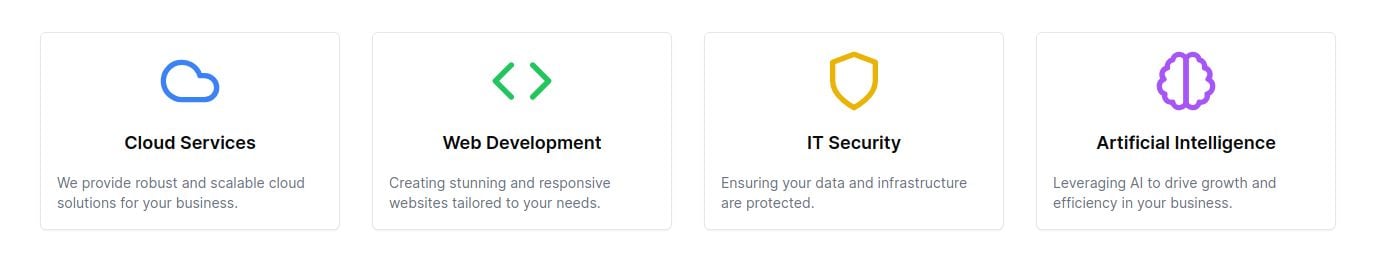 Cloud Services
We provide robust and scalable cloud
solutions for your business.
Web Development
Creating stunning and responsive
websites tailored to your needs.
IT Security
Ensuring your data and infrastructure
are protected.
Artificial Intelligence
Leveraging AI to drive growth and
efficiency in your business.